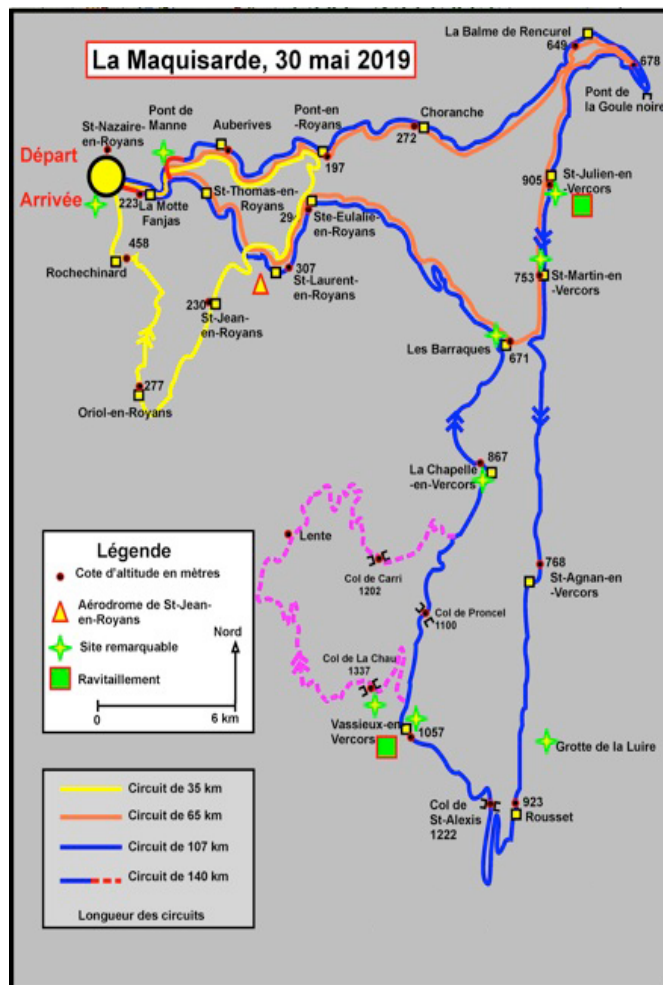 La Maquisarde, 30 mai 2019
La Balme de Rencurel
649
678
Pont de
la Goule noire
Pont de
Manne
Auberives
Pont-en
-Royans
Choranche
272
197
St-Nazaire-
en-Royans
Départ
Arrivée
223
La Motte
Fanjas
St-Thomas-en-
Royans
905
St-Julien-en
-Vercors
29
Ste-Eulalie-
en-Royans
458
Rochechinard
307
St-Laurent-
en-Royans
753
St-Martin-en
-Vercors
230
St-Jean-
en-Royans
Les Barraques
671
277
Oriol-en-Royans
867
La Chapelle
-en-Vercors
Lente
Col de Carri
1202
768
St-Agnan-en
-Vercors
Col de Proncel
1100
Col de La Chau
1337
Vassieux-en-
Vercors
1057
Grotte de la Luire
Col de
St-Alexis
1222
923
Rousset
Légende
Cote d'altitude en mètres
Aérodrome de St-Jean-
en-Royans
Nord
Site remarquable
Ravitaillement
0
6 km
Circuit de 35 km
Circuit de 65 km
Circuit de 107 km
Circuit de 140 km
Longueur des circuits